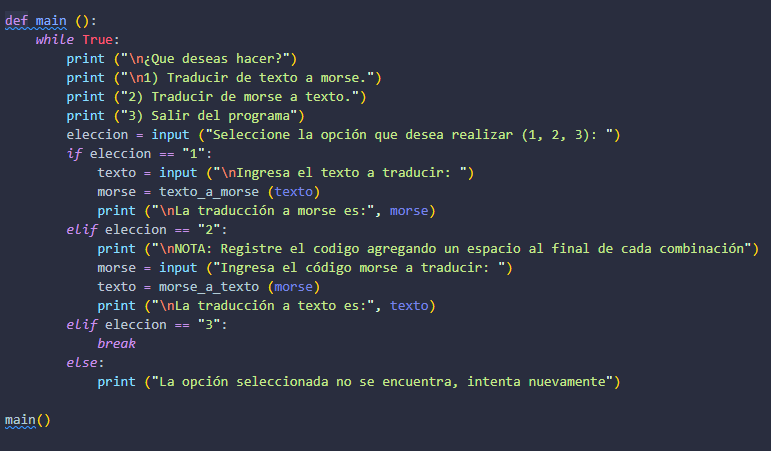 def main ():
    while True:
        print ("\n¿Que deseas hacer?")
        print ("\n1) Traducir de texto a morse.")
        print ("2) Traducir de morse a texto.")
        print ("3) Salir del programa")
        eleccion = input ("Seleccione la opción que desea realizar (1, 2, 3): ")
        if eleccion == "1":
            texto = input ("\nIngresa el texto a traducir: ")
            morse = texto_a_morse (texto)
            print ("\nLa traducción a morse es:", morse)
        elif eleccion == "2":
            print ("\nNOTA: Registre el codigo agregando un espacio al final de cada combinación")
            morse = input ("Ingresa el código morse a traducir: ")
            texto = morse_a_texto (morse)
            print ("\nLa traducción a texto es:", texto)
        elif eleccion == "3":
            break
        else:
            print ("La opción seleccionada no se encuentra, intenta nuevamente")

main()